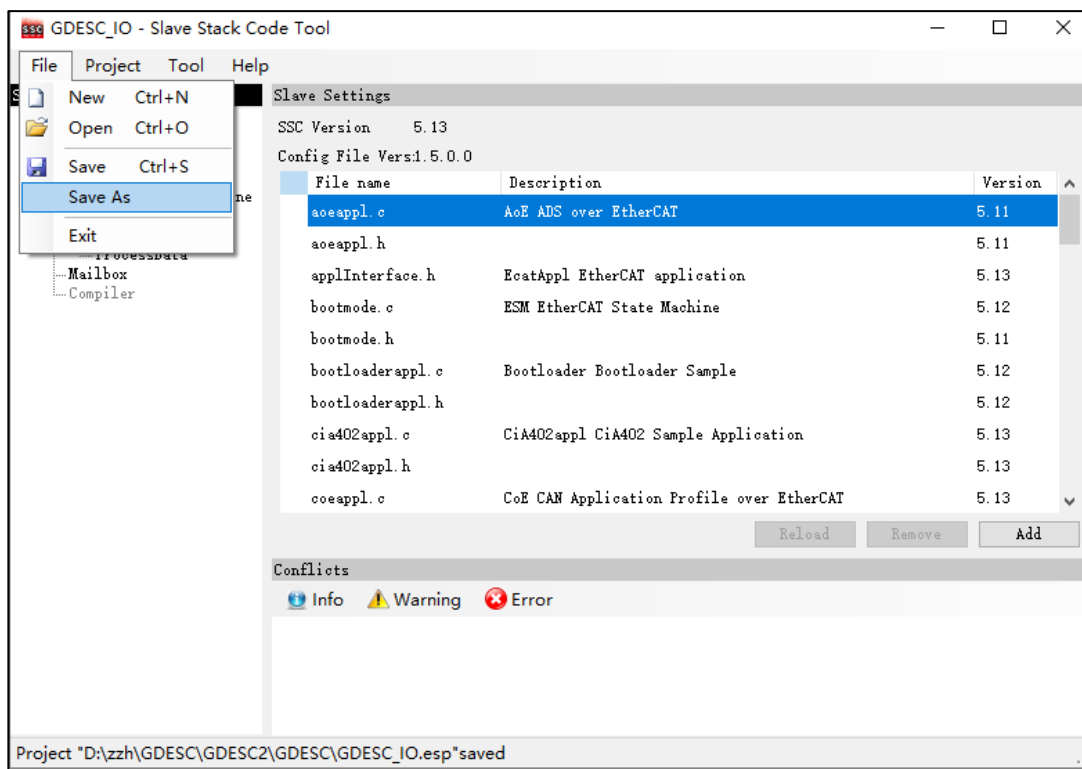 SSC GDESC_IO - Slave Stack Code Tool
File Project Tool Help
New Ctrl+N
Open Ctrl+O
Save Ctrl+S
Save As
Exit
ProcessData
Mailbox
Compiler
Slave Settings
SSC Version 5.13
Config File Vers:1.5.0.0
File name Description Version
aoeappl.c AoE ADS over EtherCAT 5.11
aoeappl.h 5.11
applInterface.h EcatAppl EtherCAT application 5.13
bootmode.c ESM EtherCAT State Machine 5.12
bootmode.h 5.11
bootloaderappl.c Bootloader Bootloader Sample 5.12
bootloaderappl.h 5.12
cia402appl.c CiA402appl CiA402 Sample Application 5.13
cia402appl.h 5.13
coeappl.c CoE CAN Application Profile over EtherCAT 5.13
Reload Remove Add
Conflicts
Info Warning Error
Project "D:\zzh\GDESC\GDESC2\GDESC\GDESC_IO.esp"saved